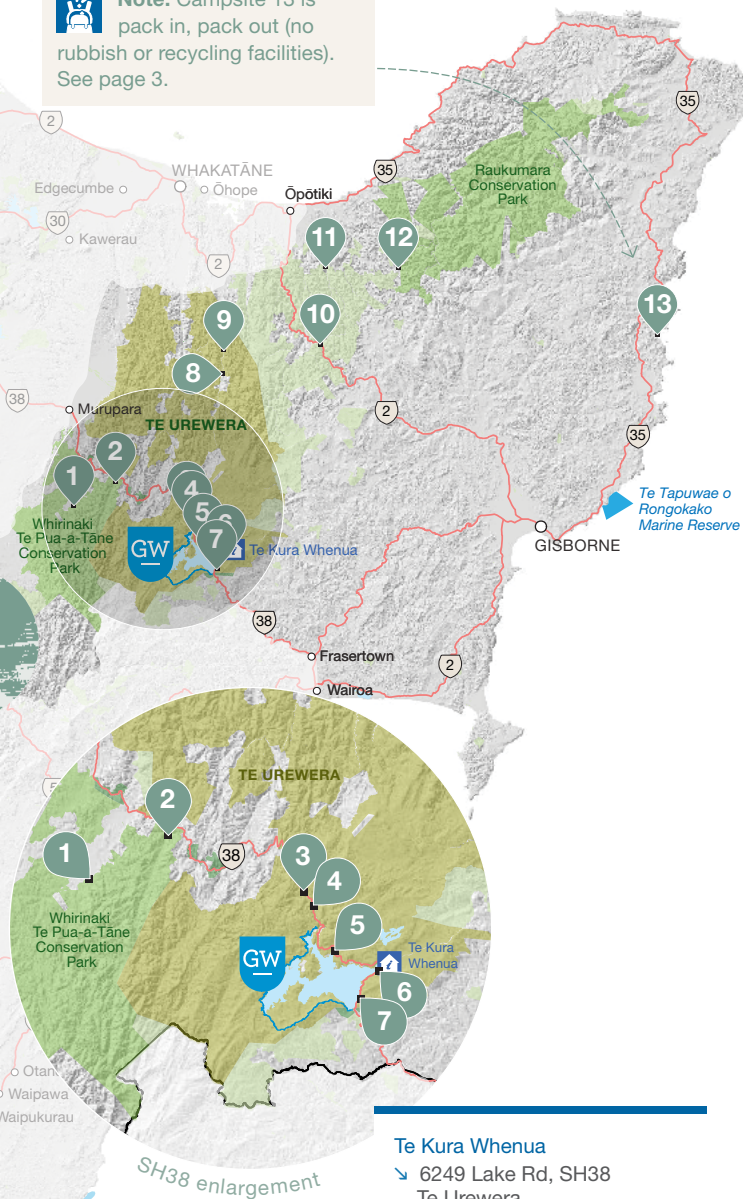 Note: Campsite 13 is
pack in, pack out (no
rubbish or recycling facilities).
See page 3.
2
35
WHAKATĀNE
Edgecumbe
Ōhope
Ōpōtiki
35
Raukumara
Conservation
Park
30
Kawerau
2
11
12
10
13
9
8
38
Murupara
2
TE UREWERA
35
2
1
4
5
6
7
GW
Te Kura Whenua
Whirinaki
Te Pua-a-Tāne
Conservation
Park
Te Tapuwae o
Rongokako
Marine Reserve
GISBORNE
38
Frasertown
2
Wairoa
5
TE UREWERA
2
38
1
3
4
5
Whirinaki
Te Pua-a-Tāne
Conservation
Park
GW
Te Kura
Whenua
6
7
Waipawa
Waipukurau
SH38 enlargement
Te Kura Whenua
↘ 6249 Lake Rd, SH38
Te Urewera